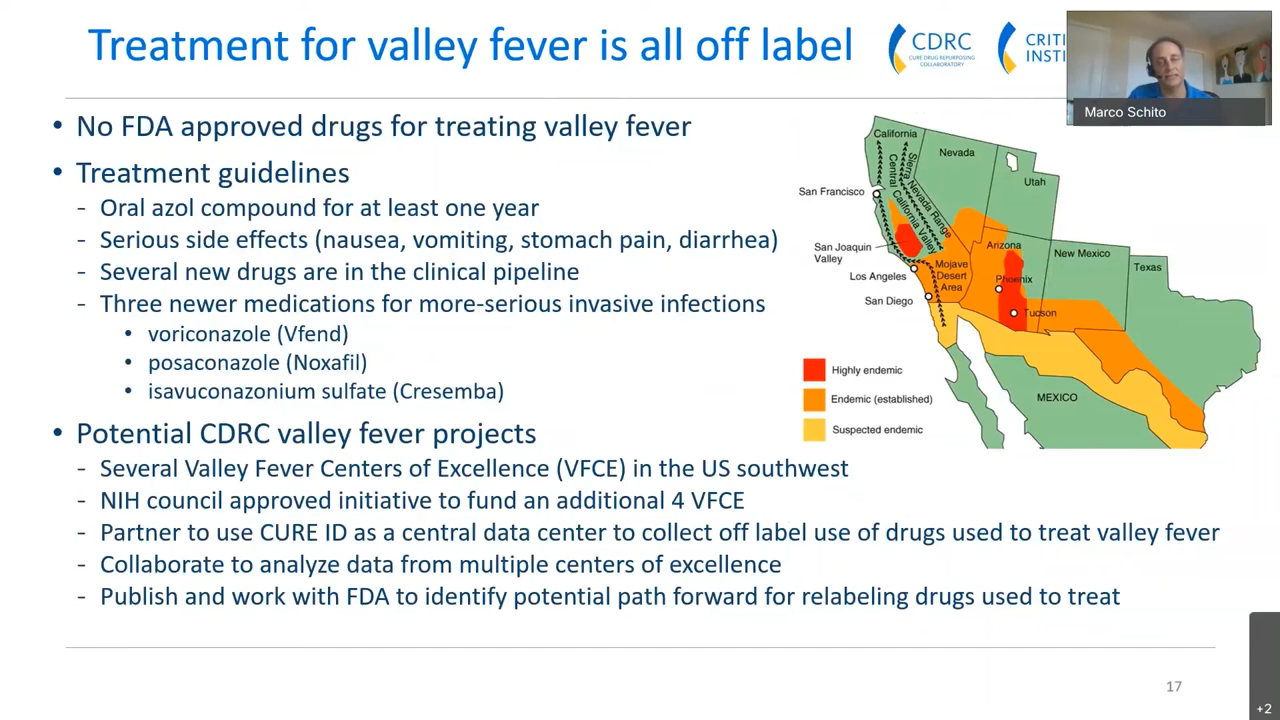 Treatment for valley fever is all off label
CDRC
CURE DRUG REPURPOSING
COLLABORATORY
CRITI
INSTI
Marco Schito
• No FDA approved drugs for treating valley fever
• Treatment guidelines
- Oral azol compound for at least one year
- Serious side effects (nausea, vomiting, stomach pain, diarrhea)
- Several new drugs are in the clinical pipeline
- Three newer medications for more-serious invasive infections
• voriconazole (Vfend)
• posaconazole (Noxafil)
• isavuconazonium sulfate (Cresemba)
• Potential CDRC valley fever projects
- Several Valley Fever Centers of Excellence (VFCE) in the US southwest
- NIH council approved initiative to fund an additional 4 VFCE
- Partner to use CURE ID as a central data center to collect off label use of drugs used to treat valley fever
- Collaborate to analyze data from multiple centers of excellence
- Publish and work with FDA to identify potential path forward for relabeling drugs used to treat
California
Nevada
Utah
Sierra Nevada Range
Central California Valley
San Francisco
San Joaquin
Valley
Los Angeles
San Diego
Mojave
Desert
Area
Arizona
Phoenix
Tucson
New Mexico
Texas
MEXICO
Highly endemic
Endemic (established)
Suspected endemic
17
+2